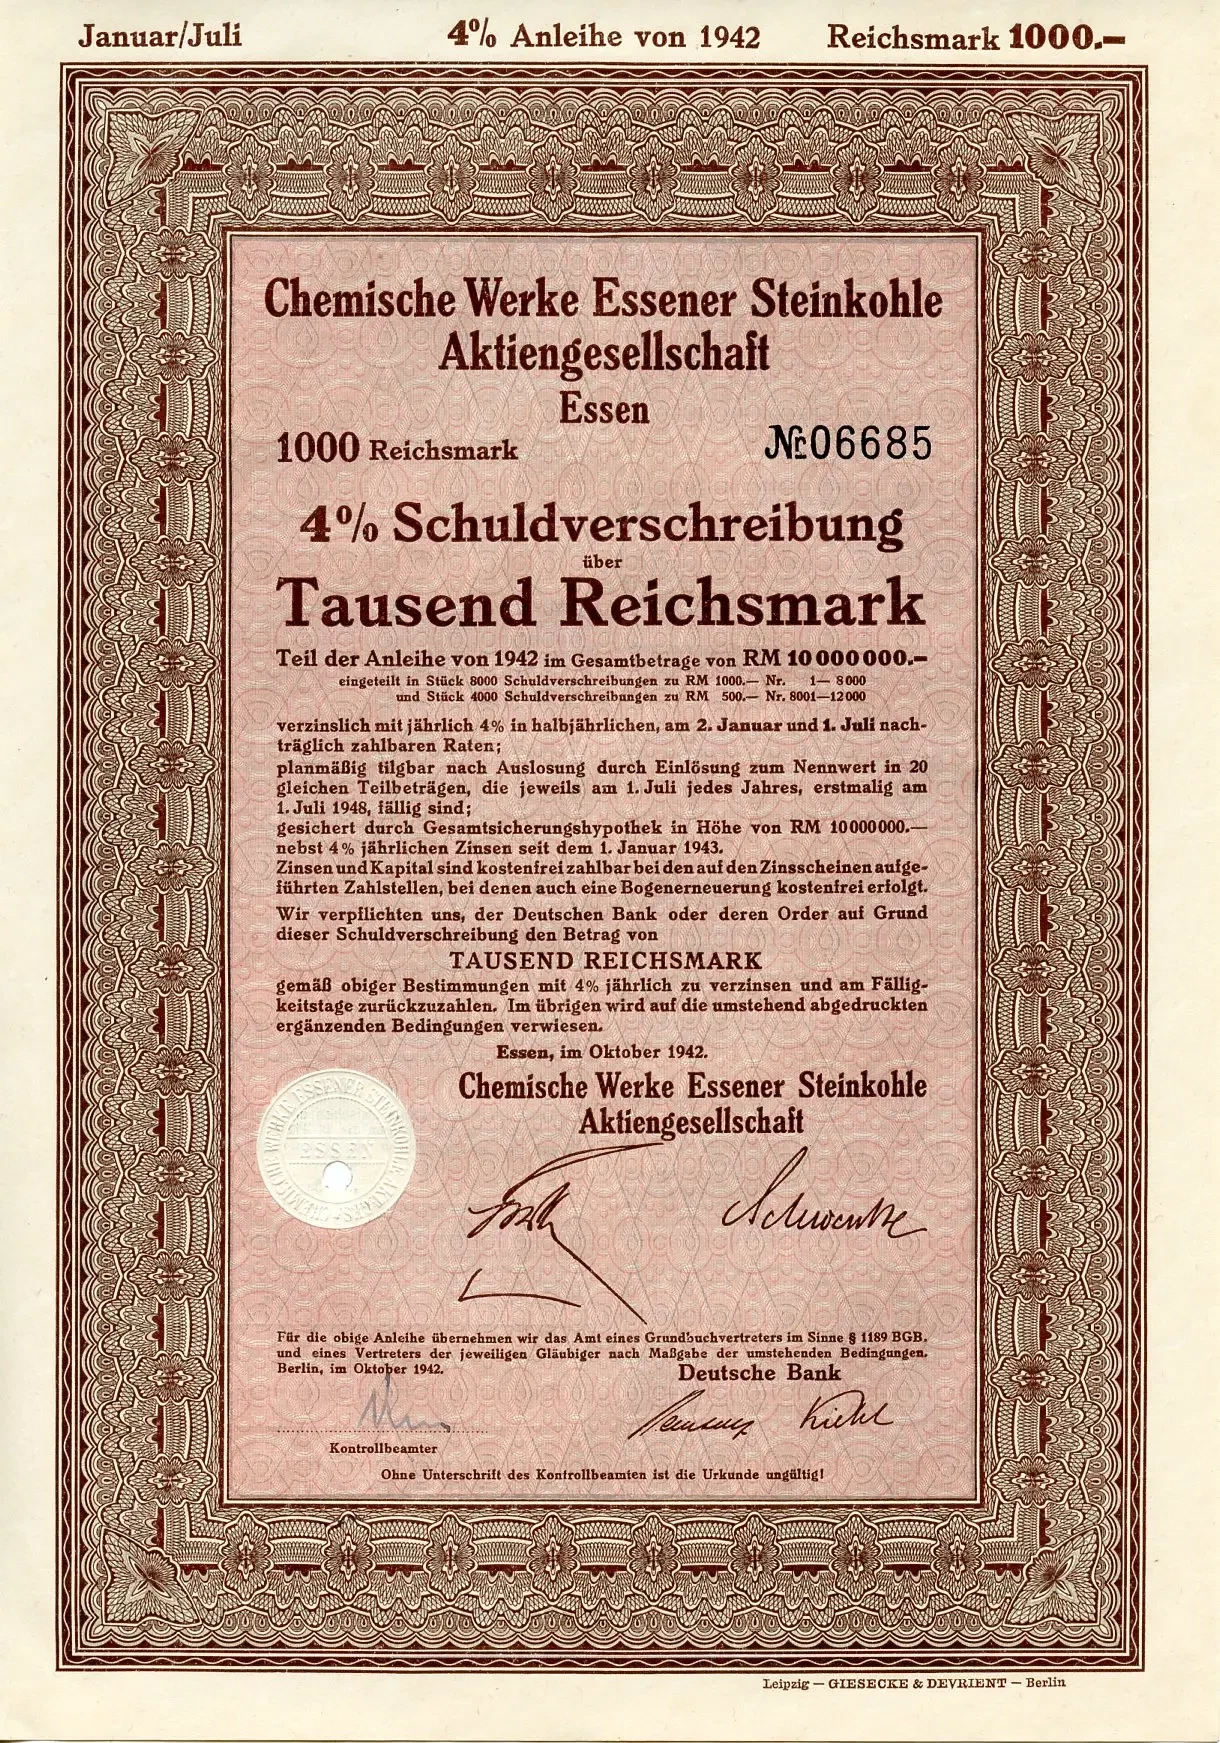 Januar/Juli 4% Anleihe von 1942 Reichsmark 1000.–
Chemische Werke Essener Steinkohle
Aktiengesellschaft
Essen
1000 Reichsmark Nr. 06685
4% Schuldverschreibung
über
Tausend Reichsmark
Teil der Anleihe von 1942 im Gesamtbetrage von RM 10 000 000.–
eingeteilt in Stück 8000 Schuldverschreibungen zu RM 1000.— Nr. 1— 8 000
und Stück 4000 Schuldverschreibungen zu RM 500.— Nr. 8001—12 000
verzinslich mit jährlich 4% in halbjährlichen, am 2. Januar und 1. Juli nach-
träglich zahlbaren Raten;
planmäßig tilgbar nach Auslosung durch Einlösung zum Nennwert in 20
gleichen Teilbeträgen, die jeweils am 1. Juli jedes Jahres, erstmalig am
1. Juli 1948, fällig sind;
gesichert durch Gesamtsicherungshypothek in Höhe von RM 10 000 000.—
nebst 4% jährlichen Zinsen seit dem 1. Januar 1943.
Zinsen und Kapital sind kostenfrei zahlbar bei den auf den Zinsscheinen aufge-
führten Zahlstellen, bei denen auch eine Bogenerneuerung kostenfrei erfolgt.
Wir verpflichten uns, der Deutschen Bank oder deren Order auf Grund
dieser Schuldverschreibung den Betrag von
TAUSEND REICHSMARK
gemäß obiger Bestimmungen mit 4% jährlich zu verzinsen und am Fällig-
keitstage zurückzuzahlen. Im übrigen wird auf die umstehend abgedruckten
ergänzenden Bedingungen verwiesen.
Essen, im Oktober 1942.
Chemische Werke Essener Steinkohle
Aktiengesellschaft
ESSEN
Für die obige Anleihe übernehmen wir das Amt eines Grundbuchvertreters im Sinne § 1189 BGB.
und eines Vertreters der jeweiligen Gläubiger nach Maßgabe der umstehenden Bedingungen.
Berlin, im Oktober 1942. Deutsche Bank
Kontrollbeamter
Ohne Unterschrift des Kontrollbeamten ist die Urkunde ungültig!
Leipzig — GIESECKE & DEVRIENT — Berlin